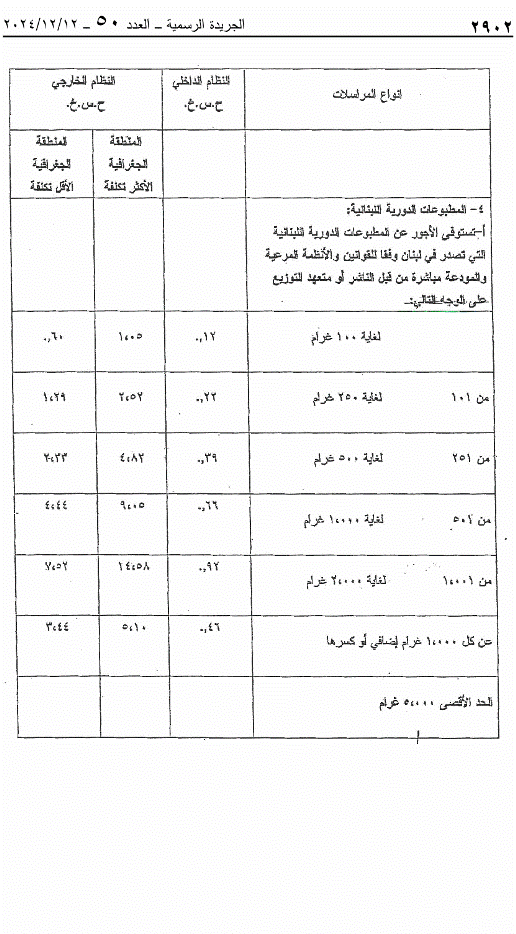 ٢٩٠٢ الجريدة الرسمية ــ العدد ٥٠ ــ ٢٠٢٤/١٢/١٢
انواع المراسلات
النظام الداخلي
ح.س.خ.
النظام الخارجي
ح.س.خ.
المنطقة
الجغرافية
الأكثر تكلفة
المنطقة
الجغرافية
الأقل تكلفة
٤- المطبوعات الدورية اللبنانية:
أ-تستوفى الأجور عن المطبوعات الدورية اللبنانية
التي تصدر في لبنان وفقا للقوانين والأنظمة المرعية
والمودعة مباشرة من قبل الناشر أو متعهد التوزيع
على الوجه التالي:
لغاية ١٠٠ غرام ٠,١٢ ١،٠٥ ٠,٦٠
من ١٠١ لغاية ٢٥٠ غرام ٠,٢٢ ٢،٥٢ ١،٢٩
من ٢٥١ لغاية ٥٠٠ غرام ٠,٣٩ ٤،٨٢ ٢،٣٣
من ٥٠١ لغاية ١،٠٠٠ غرام ٠,٦٦ ٩،٠٥ ٤،٤٤
من ١،٠٠١ لغاية ٢،٠٠٠ غرام ٠,٩٢ ١٤،٥٨ ٧،٥٢
عن كل ١،٠٠٠ غرام إضافي أو كسرها ٠,٤٦ ٥،١٠ ٣،٤٤
الحد الأقصى ٥،٠٠٠ غرام